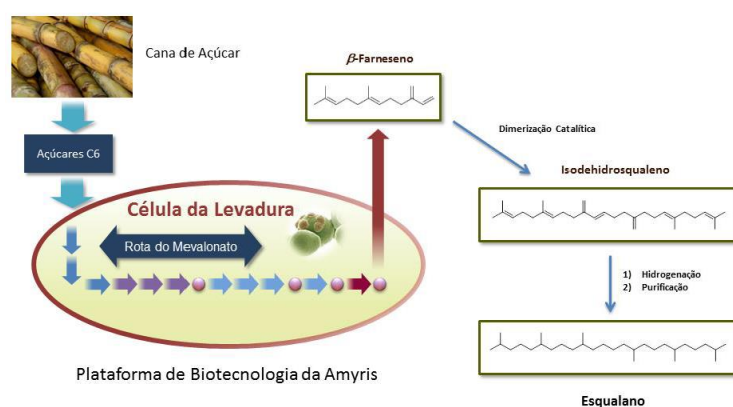 Cana de Açúcar
Açúcares C6
Célula da Levadura
Rota do Mevalonato
Plataforma de Biotecnologia da Amyris
β-Farneseno
Dimerização Catalítica
Isodehidrosqualeno
1) Hidrogenação
2) Purificação
Esqualano